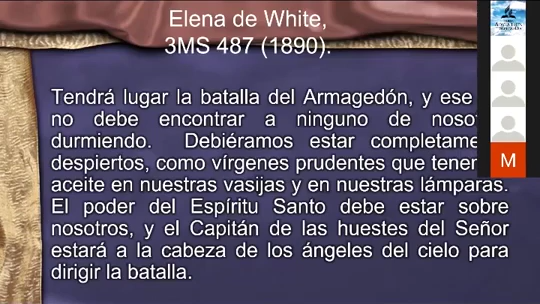 Elena de White,
3MS 487 (1890).
Tendrá lugar la batalla del Armagedón, y ese
no debe encontrar a ninguno de
durmiendo. Debiéramos estar
despiertos, como vírgenes prudentes que
aceite en nuestras vasijas y en nuestras lámparas.
El poder del Espíritu Santo debe estar sobre
nosotros, y el Capitán de las huestes del Señor
estará a la cabeza de los ángeles del cielo para
dirigir la batalla.
M